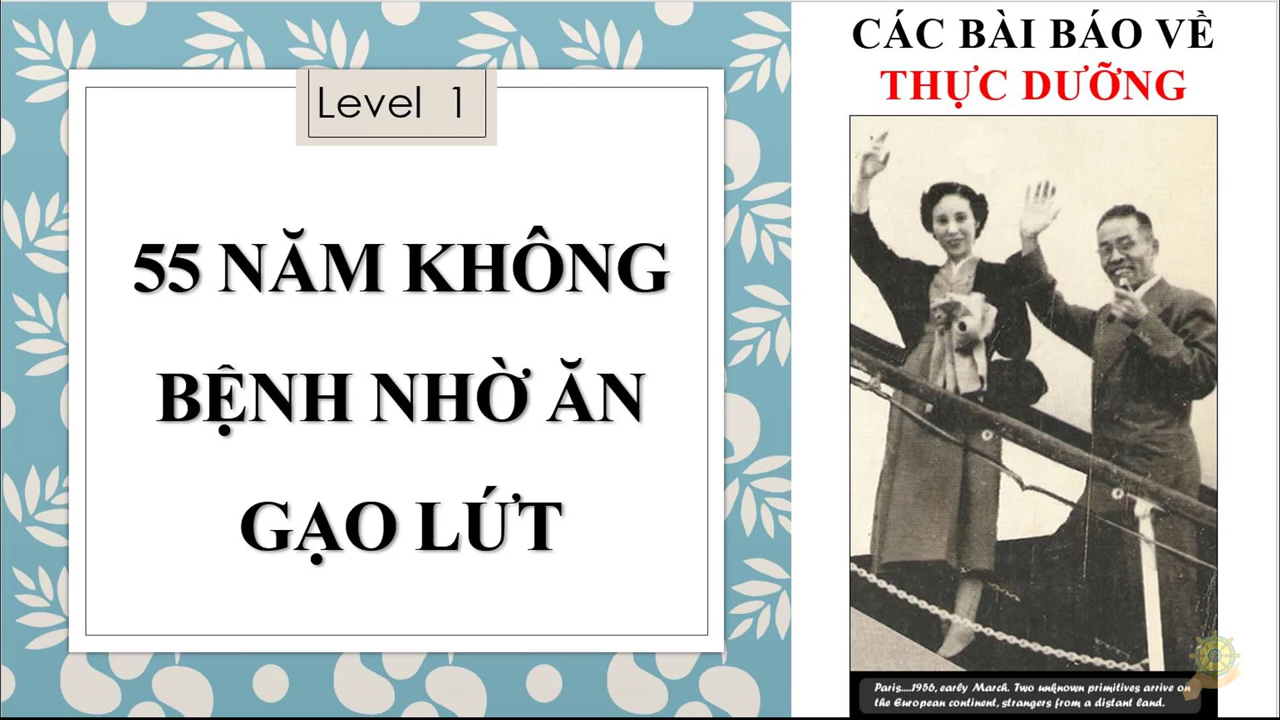 Level 1
55 NĂM KHÔNG
BỆNH NHỜ ĂN
GẠO LỨT
CÁC BÀI BÁO VỀ
THỰC DƯỠNG
Paris....1956, early March. Two unknown primitives arrive on
the European continent, strangers from a distant land.